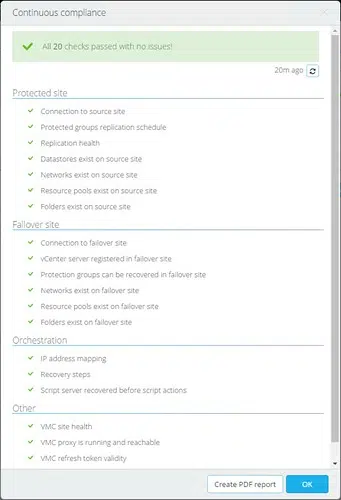 Continuous compliance
All 20 checks passed with no issues!
20m ago
Protected site
Connection to source site
Protected groups replication schedule
Replication health
Datastores exist on source site
Networks exist on source site
Resource pools exist on source site
Folders exist on source site
Failover site
Connection to failover site
vCenter server registered in failover site
Protection groups can be recovered in failover site
Networks exist on failover site
Resource pools exist on failover site
Folders exist on failover site
Orchestration
IP address mapping
Recovery steps
Script server recovered before script actions
Other
VMC site health
VMC proxy is running and reachable
VMC refresh token validity
Create PDF report
OK